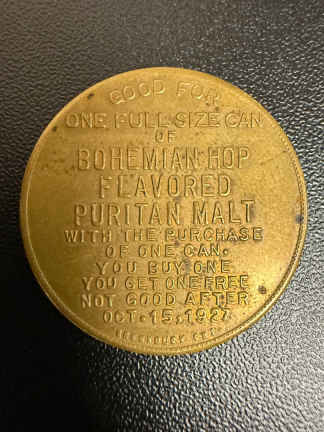 GOOD FOR
ONE FULL SIZE CAN
OF
BOHEMIAN HOP
FLAVORED
PURITAN MALT
WITH THE PURCHASE
OF ONE CAN.
YOU BUY ONE
YOU GET ONE FREE
NOT GOOD AFTER
OCT. 15, 1927